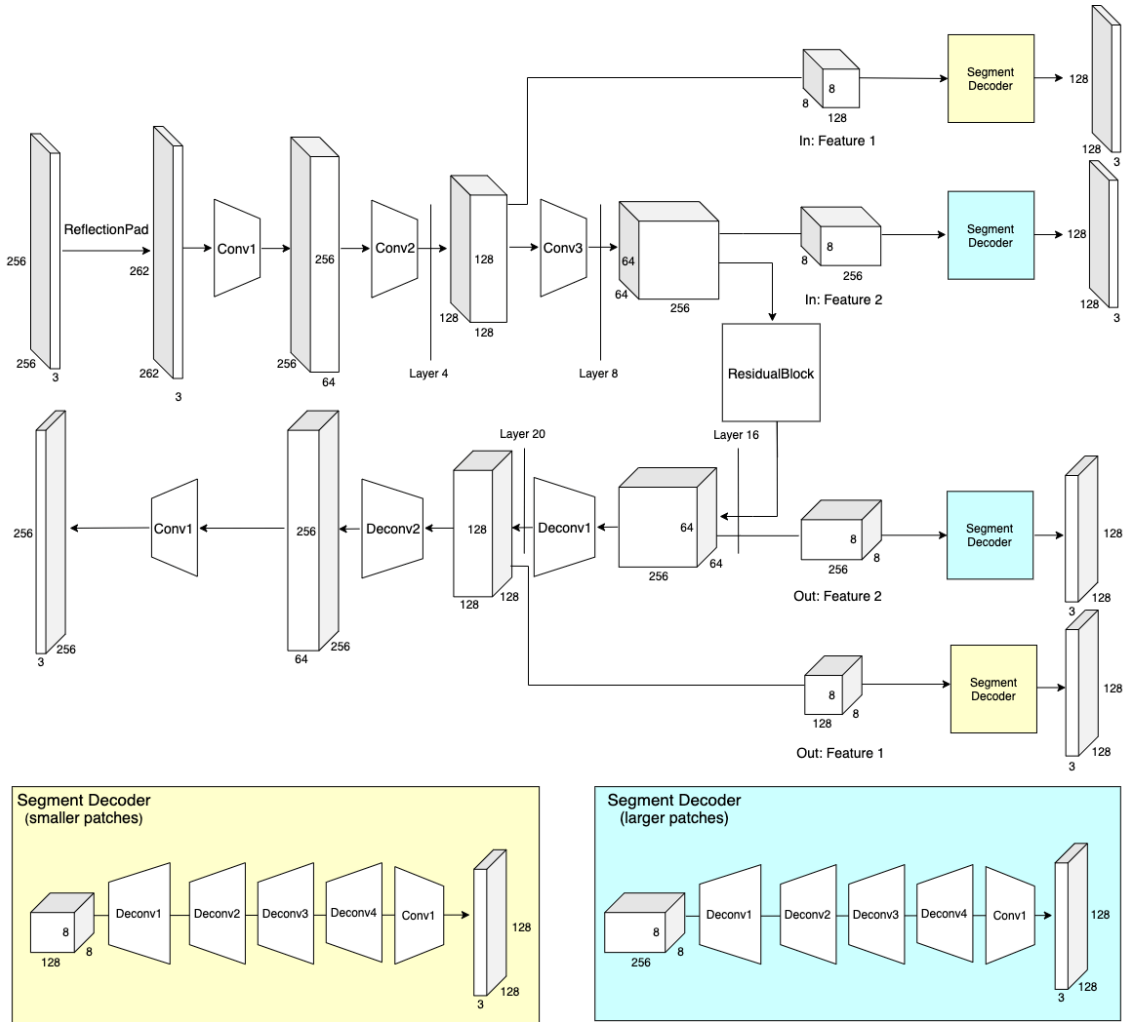 8
8
128
In: Feature 1
Segment
Decoder
128
128
3
256
256
3
ReflectionPad
262
262
3
Conv1
256
256
64
Conv2
Layer 4
128
128
128
Conv3
Layer 8
64
64
256
8
8
256
In: Feature 2
Segment
Decoder
128
128
3
ResidualBlock
256
3
256
Conv1
256
64
256
Deconv2
128
128
128
Layer 20
Deconv1
64
256
64
Layer 16
8
256
8
Out: Feature 2
Segment
Decoder
128
3
128
8
128
8
Out: Feature 1
Segment
Decoder
128
3
128
Segment Decoder
(smaller patches)
8
128
8
Deconv1
Deconv2
Deconv3
Deconv4
Conv1
128
3
128
Segment Decoder
(larger patches)
8
256
8
Deconv1
Deconv2
Deconv3
Deconv4
Conv1
128
3
128